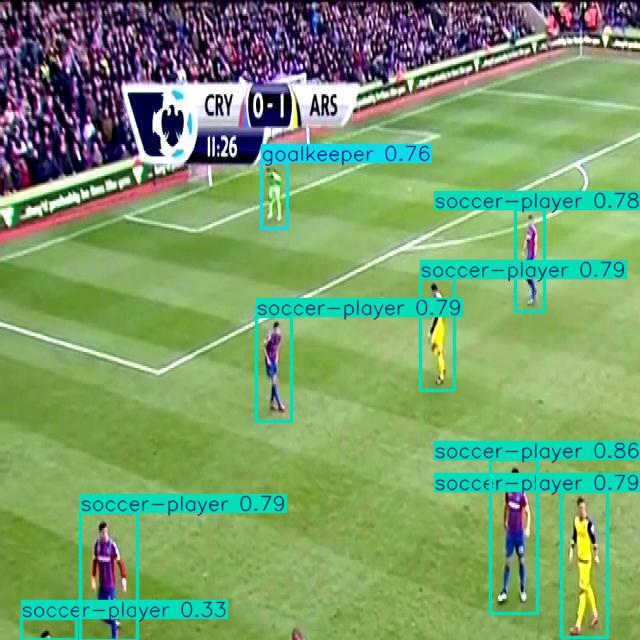 CRY 0-1 ARS
11:26
goalkeeper 0.76
soccer-player 0.78
soccer-player 0.79
soccer-player 0.79
soccer-player 0.86
soccer-player 0.79
soccer-player 0.79
soccer-player 0.33